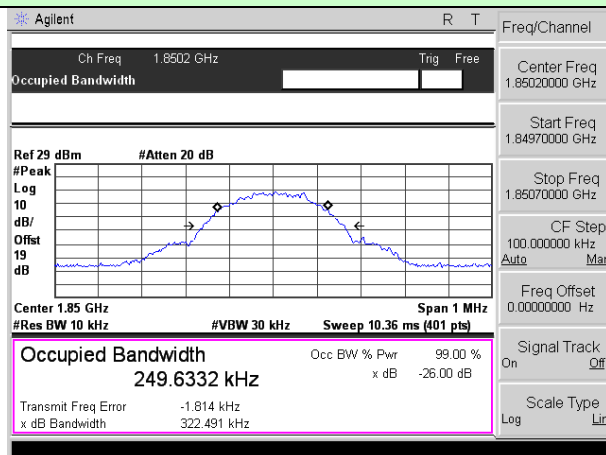 Agilent R T
Ch Freq 1.8502 GHz Trig Free
Occupied Bandwidth
Ref 29 dBm #Atten 20 dB
#Peak
Log
10
dB/
Offst
19
dB
Center 1.85 GHz Span 1 MHz
#Res BW 10 kHz #VBW 30 kHz Sweep 10.36 ms (401 pts)
Occupied Bandwidth Occ BW % Pwr 99.00 %
249.6332 kHz x dB -26.00 dB
Transmit Freq Error -1.814 kHz
x dB Bandwidth 322.491 kHz
Freq/Channel
Center Freq
1.85020000 GHz
Start Freq
1.84970000 GHz
Stop Freq
1.85070000 GHz
CF Step
100.000000 kHz
Auto Man
Freq Offset
0.00000000 Hz
Signal Track
On Off
Scale Type
Log Lin